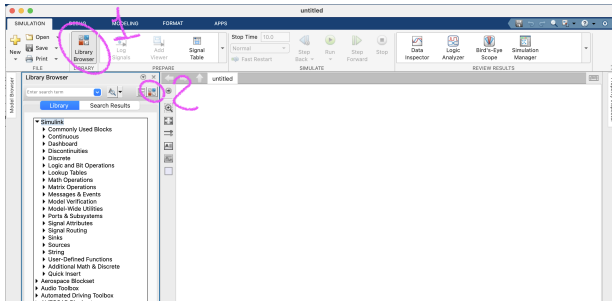 untitled
SIMULATION DEBUG MODELING FORMAT APPS
New
Open
Save
Print
FILE
Library
Browser
LIBRARY
Log
Signals
Add
Viewer
Signal
Table
PREPARE
Stop Time 10.0
Normal
Fast Restart
Step
Back
Run
Step
Forward
Stop
SIMULATE
Data
Inspector
Logic
Analyzer
Bird's-Eye
Scope
Simulation
Manager
REVIEW RESULTS
1
2
Model Browser
Library Browser
Enter search term
Library Search Results
Simulink
Commonly Used Blocks
Continuous
Dashboard
Discontinuities
Discrete
Logic and Bit Operations
Lookup Tables
Math Operations
Matrix Operations
Messages & Events
Model Verification
Model-Wide Utilities
Ports & Subsystems
Signal Attributes
Signal Routing
Sinks
Sources
String
User-Defined Functions
Additional Math & Discrete
Quick Insert
Aerospace Blockset
Audio Toolbox
Automated Driving Toolbox
untitled